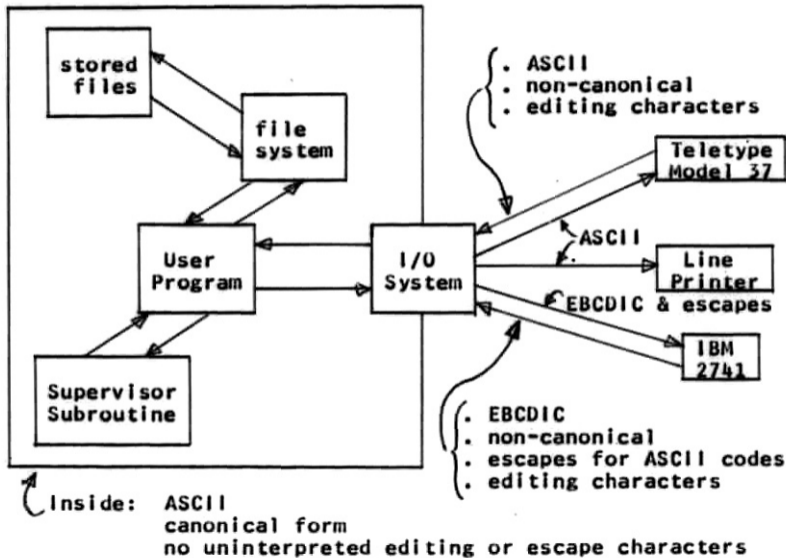 stored
files
file
system
User
Program
Supervisor
Subroutine
I/O
System
. ASCII
. non-canonical
. editing characters
Teletype
Model 37
ASCII
Line
Printer
EBCDIC & escapes
IBM
2741
. EBCDIC
. non-canonical
. escapes for ASCII codes
. editing characters
Inside: ASCII
canonical form
no uninterpreted editing or escape characters